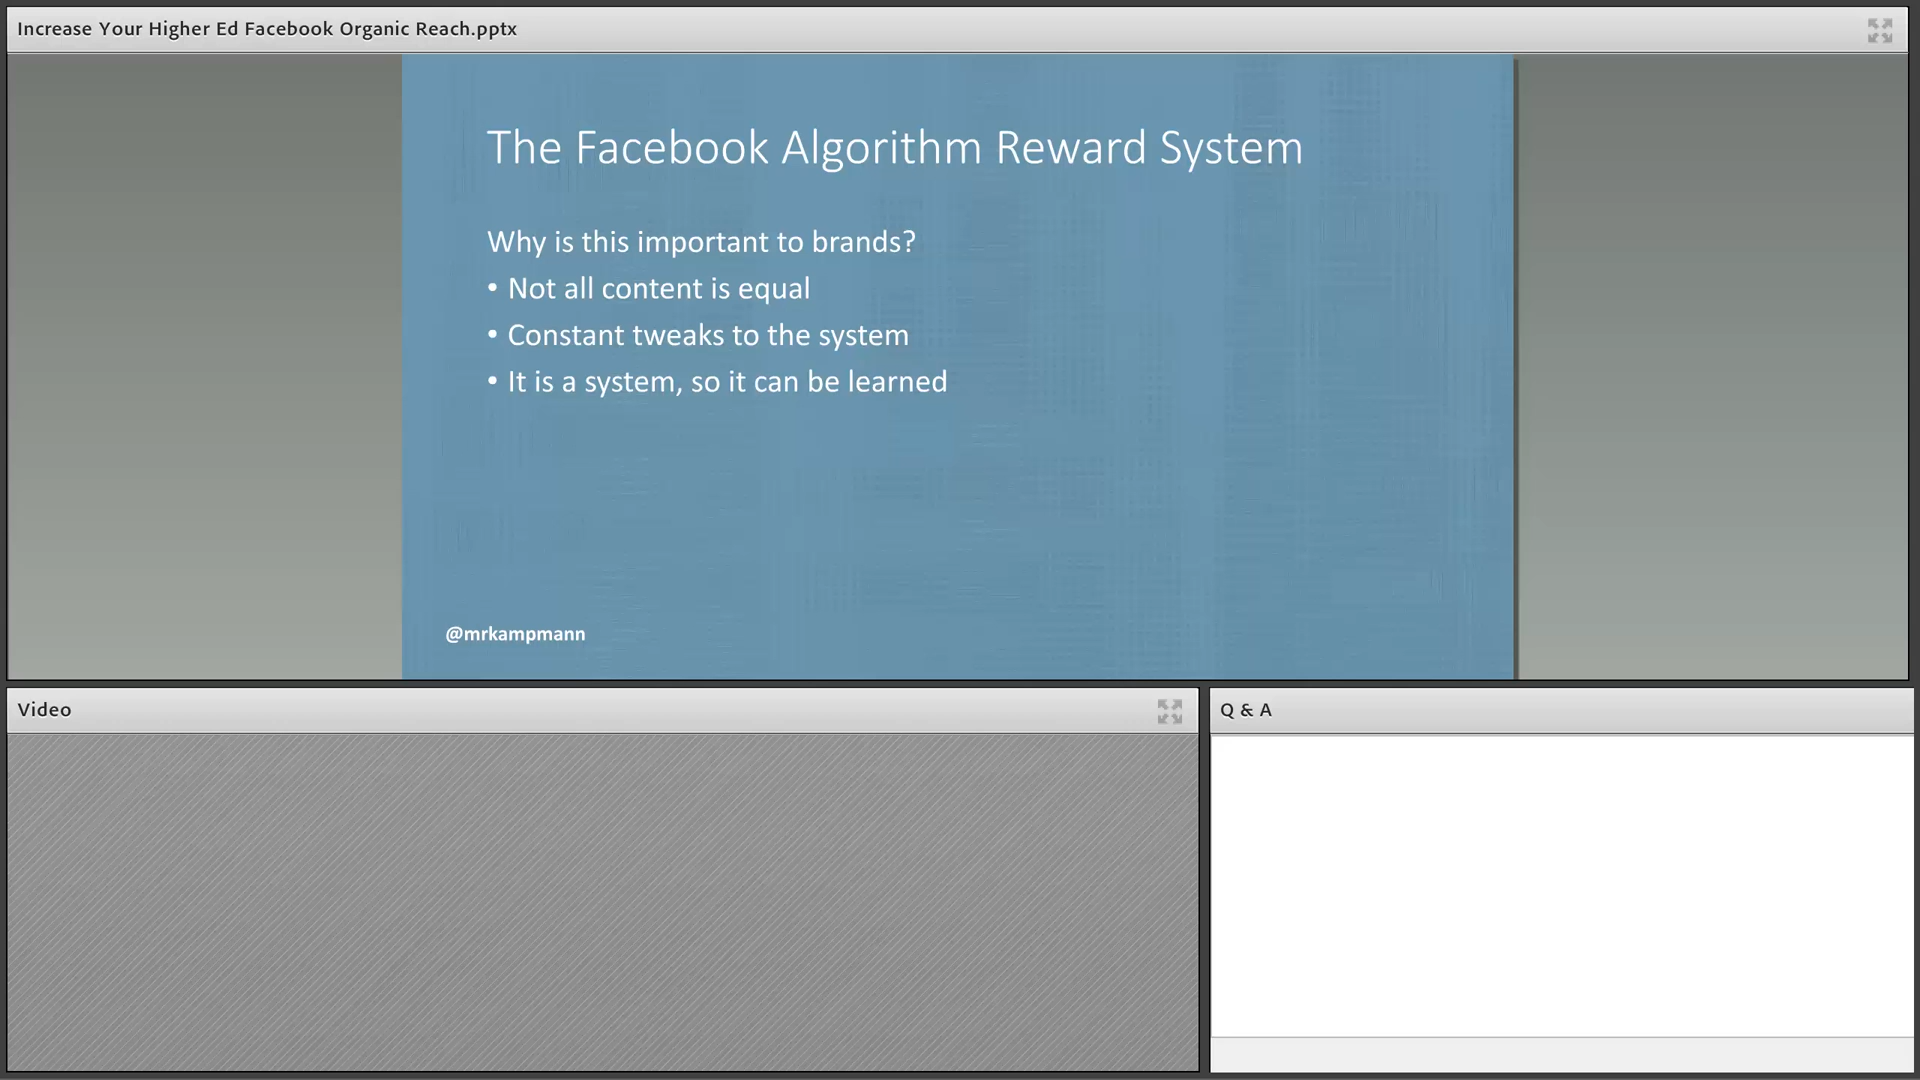 Increase Your Higher Ed Facebook Organic Reach.pptx
The Facebook Algorithm Reward System
Why is this important to brands?
• Not all content is equal
• Constant tweaks to the system
• It is a system, so it can be learned
@mrkampmann
Video
Q & A